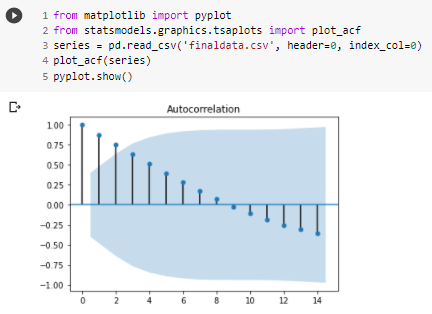 1 from matplotlib import pyplot
2 from statsmodels.graphics.tsaplots import plot_acf
3 series = pd.read_csv('finaldata.csv', header=0, index_col=0)
4 plot_acf(series)
5 pyplot.show()
Autocorrelation
1.00
0.75
0.50
0.25
0.00
−0.25
−0.50
−0.75
−1.00
0 2 4 6 8 10 12 14